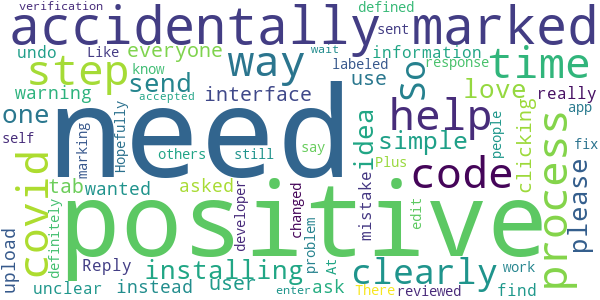 verification
defined
accidentally marked
sent
undo
Like
everyone
way
information
step
know
labeled
response
time
wait
warning
send
accepted
interface
use
so
love
really
one
need
help
app
self
marking
Hopefully
others
still
say
idea
simple
people
fix
clicking
positive
code
process
please
covid
tab
wanted
asked
Plus
mistake
edit
definitely
developer
changed
problem
At
upload
Reply
installing
clearly
work
unclear
instead
user
ask
enter
There
reviewed
find